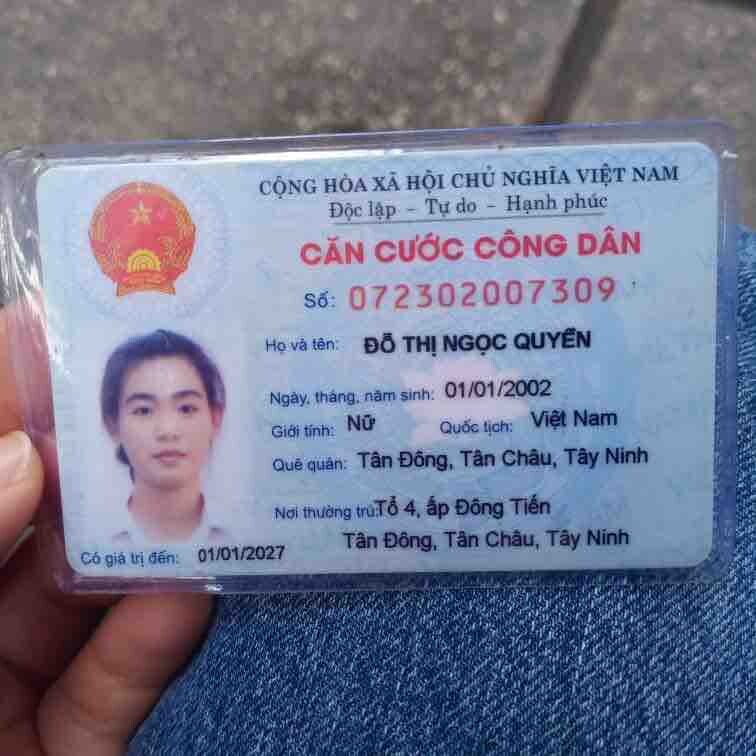 CỘNG HÒA XÃ HỘI CHỦ NGHĨA VIỆT NAM
Độc lập - Tự do - Hạnh phúc
CĂN CƯỚC CÔNG DÂN
Số: 072302007309
Họ và tên: ĐỖ THỊ NGỌC QUYỀN
Ngày, tháng, năm sinh: 01/01/2002
Giới tính: Nữ Quốc tịch: Việt Nam
Quê quán: Tân Đông, Tân Châu, Tây Ninh
Nơi thường trú: Tổ 4, ấp Đông Tiến
Tân Đông, Tân Châu, Tây Ninh
Có giá trị đến: 01/01/2027